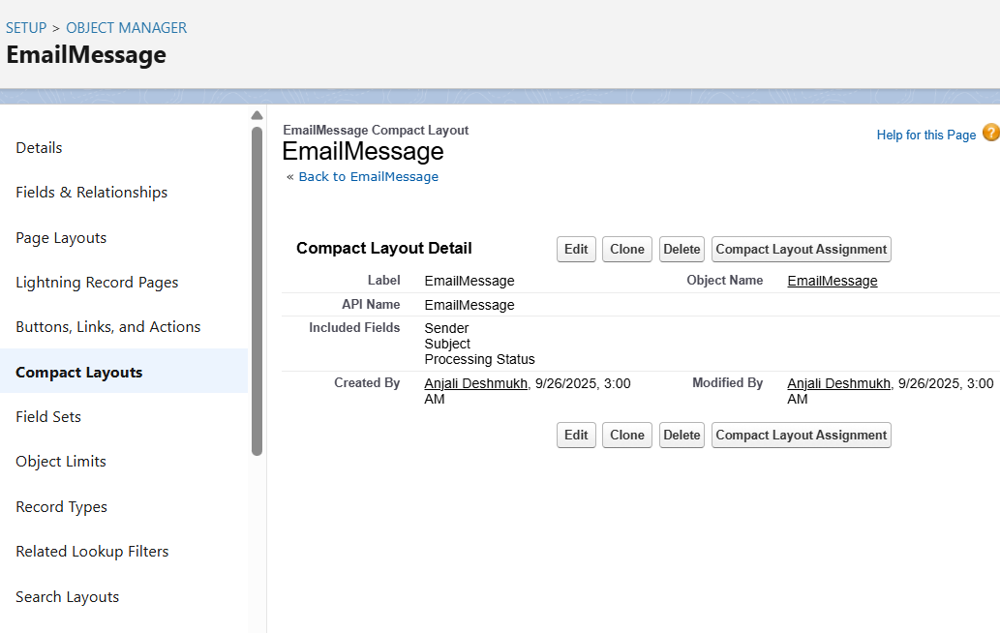 SETUP > OBJECT MANAGER
EmailMessage
Details
Fields & Relationships
Page Layouts
Lightning Record Pages
Buttons, Links, and Actions
Compact Layouts
Field Sets
Object Limits
Record Types
Related Lookup Filters
Search Layouts
EmailMessage Compact Layout
EmailMessage
« Back to EmailMessage
Help for this Page ?
Compact Layout Detail Edit Clone Delete Compact Layout Assignment
Label EmailMessage Object Name EmailMessage
API Name EmailMessage
Included Fields Sender
Subject
Processing Status
Created By Anjali Deshmukh, 9/26/2025, 3:00 AM
Modified By Anjali Deshmukh, 9/26/2025, 3:00 AM
Edit Clone Delete Compact Layout Assignment